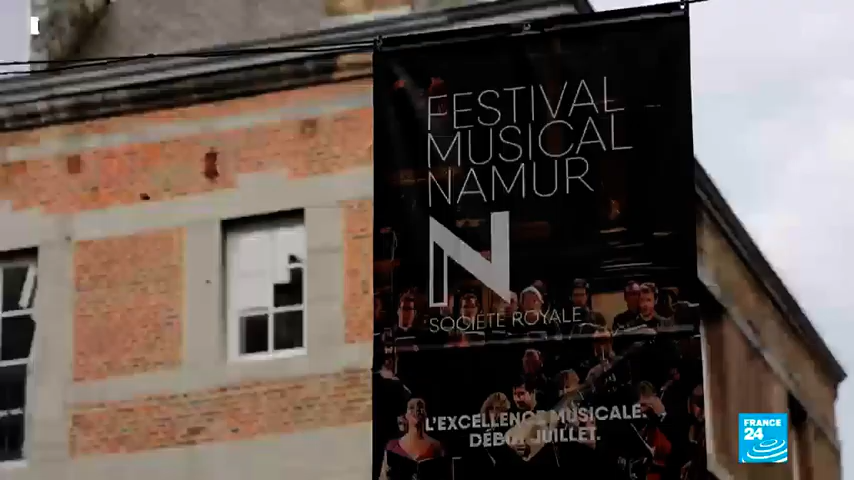 FESTIVAL
MUSICAL
NAMUR
N
SOCIÉTÉ ROYALE
L'EXCELLENCE MUSICALE.
DÉBUT JUILLET.
FRANCE
24